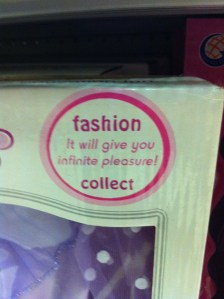 fashion
It will give you
infinite pleasure!
collect